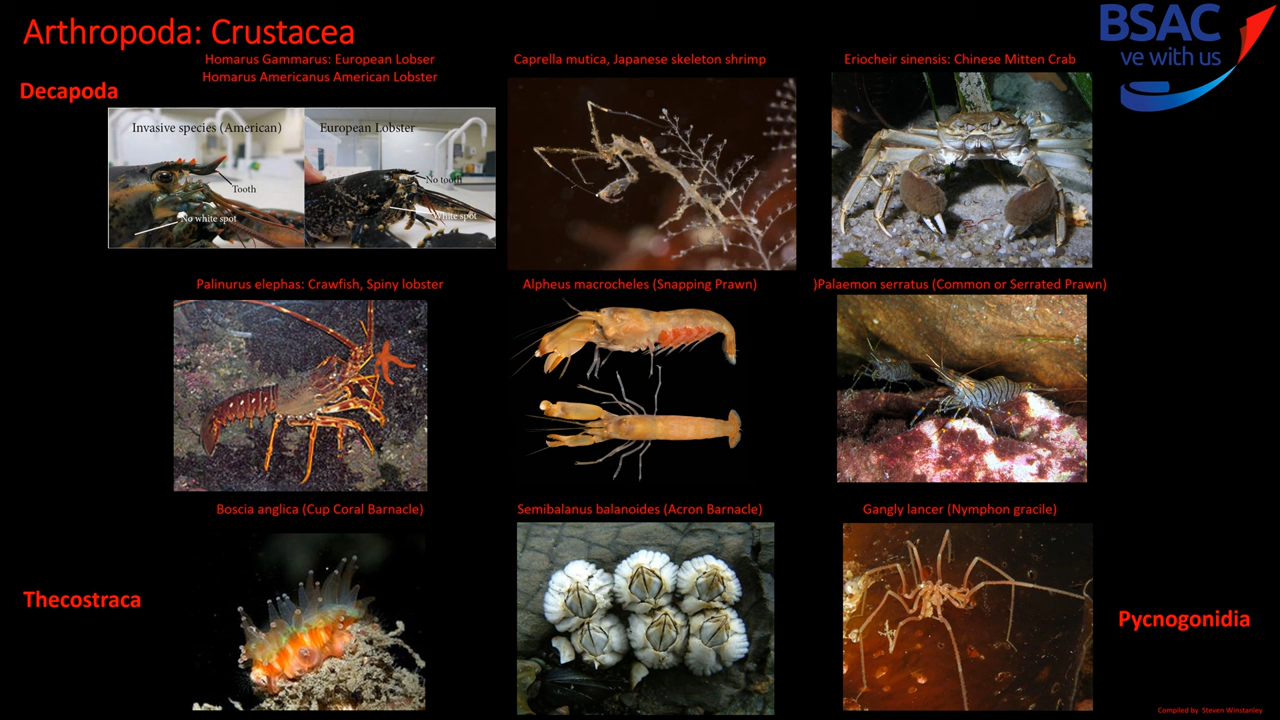 Arthropoda: Crustacea
BSAC
ve with us
Homarus Gammarus: European Lobser
Homarus Americanus American Lobster
Caprella mutica, Japanese skeleton shrimp
Eriocheir sinensis: Chinese Mitten Crab
Decapoda
Invasive species (American)
European Lobster
Tooth
No white spot
No tooth
White spot
Palinurus elephas: Crawfish, Spiny lobster
Alpheus macrocheles (Snapping Prawn)
)Palaemon serratus (Common or Serrated Prawn)
Boscia anglica (Cup Coral Barnacle)
Semibalanus balanoides (Acron Barnacle)
Gangly lancer (Nymphon gracile)
Thecostraca
Pycnogonidia
Compiled by Steven Winstanley